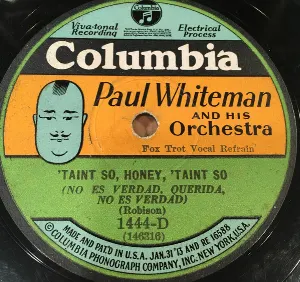 Viva-tonal Recording
Electrical Process
Columbia
Paul Whiteman
AND HIS
Orchestra
Fox Trot Vocal Refrain
'TAINT SO, HONEY, 'TAINT SO
(NO ES VERDAD, QUERIDA,
NO ES VERDAD)
(Robison)
1444-D
(146316)
MADE AND PAT'D IN U.S.A. JAN. 21 '13 AND RE 16588
COLUMBIA PHONOGRAPH COMPANY, INC. NEW YORK, U.S.A.